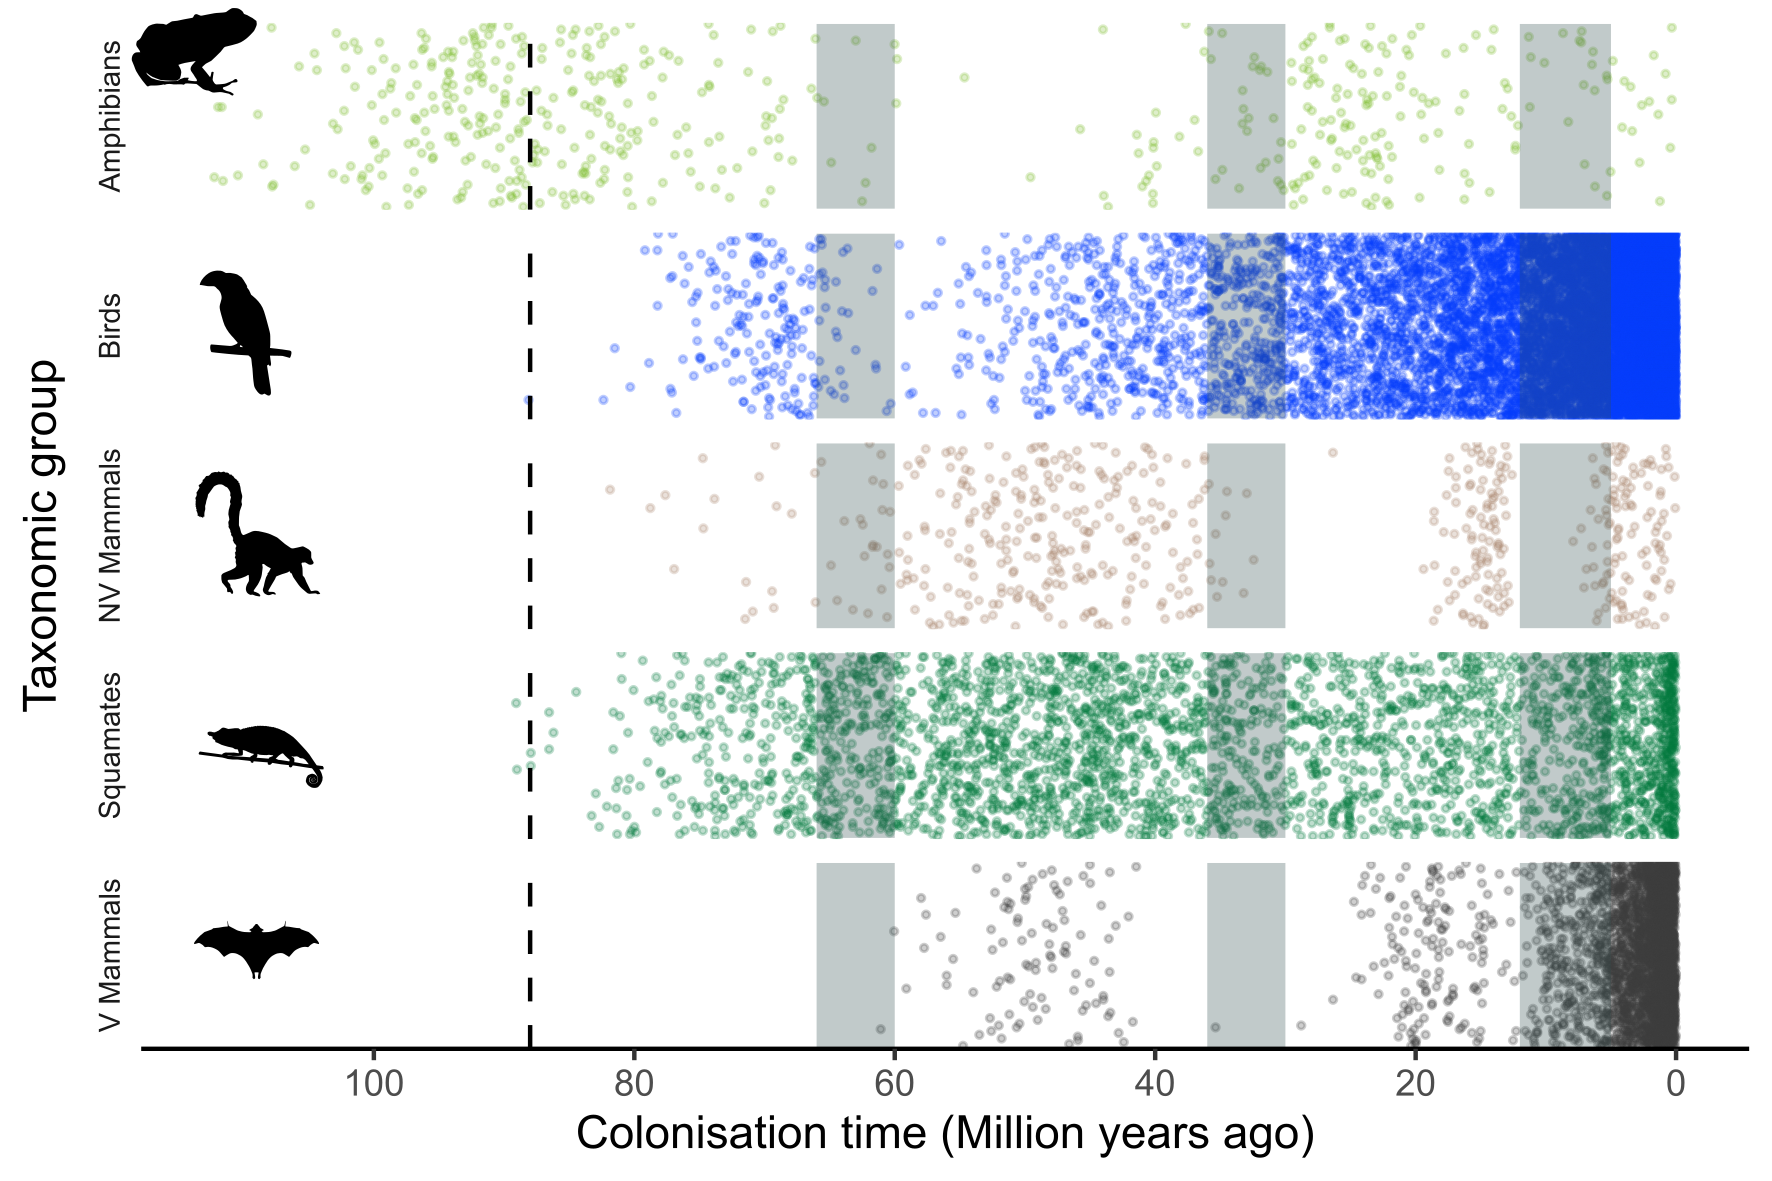 Taxonomic group
Amphibians
Birds
NV Mammals
Squamates
V Mammals
100 80 60 40 20 0
Colonisation time (Million years ago)